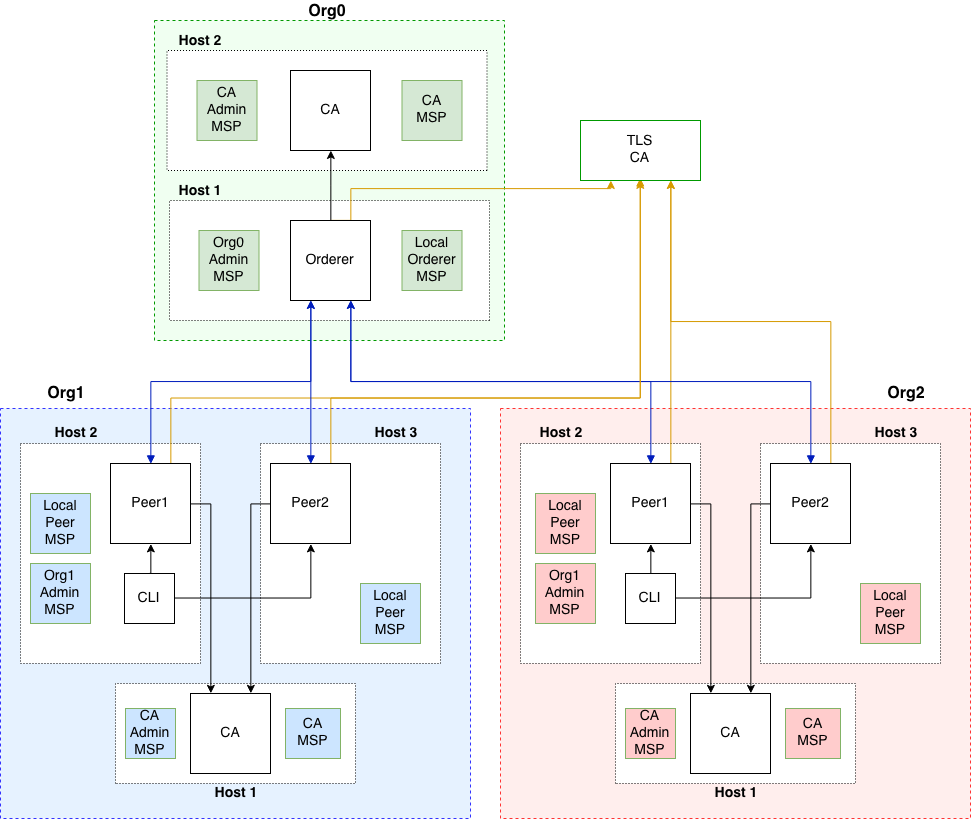 Org0
Host 2
CA
Admin
MSP
CA
CA
MSP
TLS
CA
Host 1
Org0
Admin
MSP
Orderer
Local
Orderer
MSP
Org1
Host 2
Host 3
Peer1
Peer2
Local
Peer
MSP
Org1
Admin
MSP
CLI
Local
Peer
MSP
CA
Admin
MSP
CA
CA
MSP
Host 1
Org2
Host 2
Host 3
Peer1
Peer2
Local
Peer
MSP
Org1
Admin
MSP
CLI
Local
Peer
MSP
CA
Admin
MSP
CA
CA
MSP
Host 1